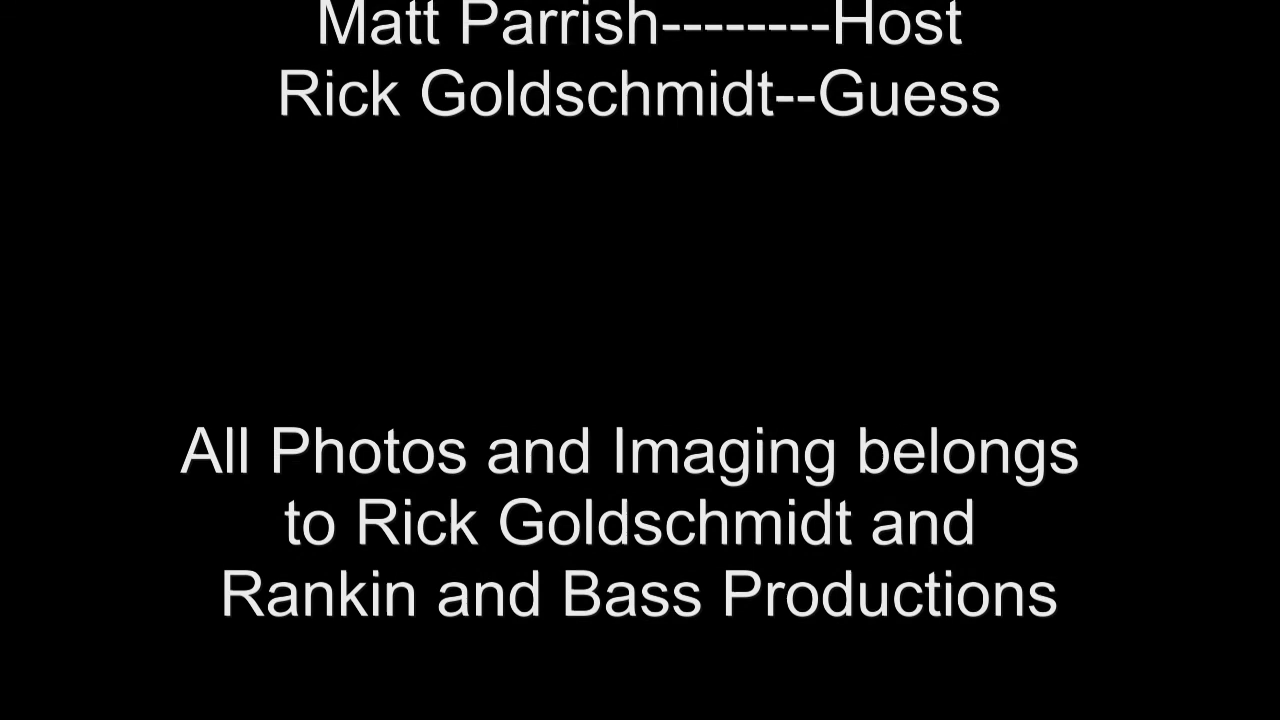 Matt Parrish--------Host
Rick Goldschmidt--Guess
All Photos and Imaging belongs
to Rick Goldschmidt and
Rankin and Bass Productions